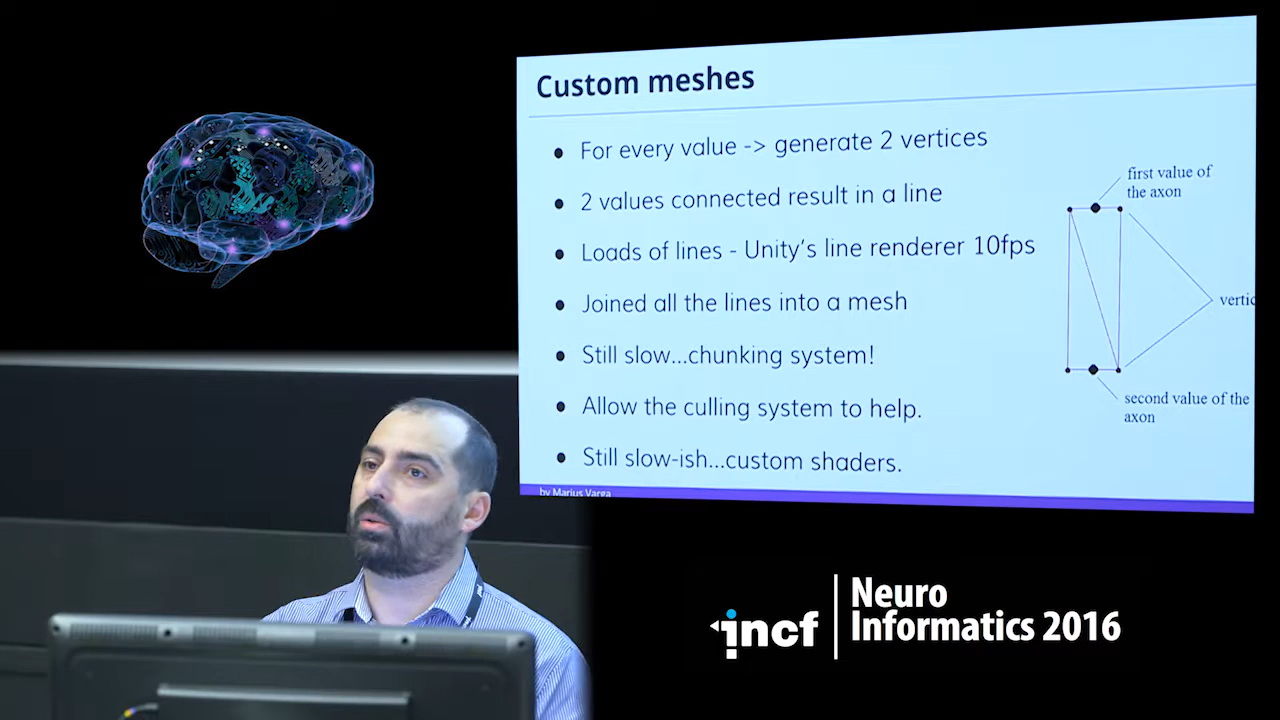 Custom meshes
● For every value -> generate 2 vertices
● 2 values connected result in a line
● Loads of lines - Unity's line renderer 10fps
● Joined all the lines into a mesh
● Still slow...chunking system!
● Allow the culling system to help.
● Still slow-ish...custom shaders.
first value of
the axon
second value of the
axon
by Marius Varga
incf
Neuro
Informatics 2016